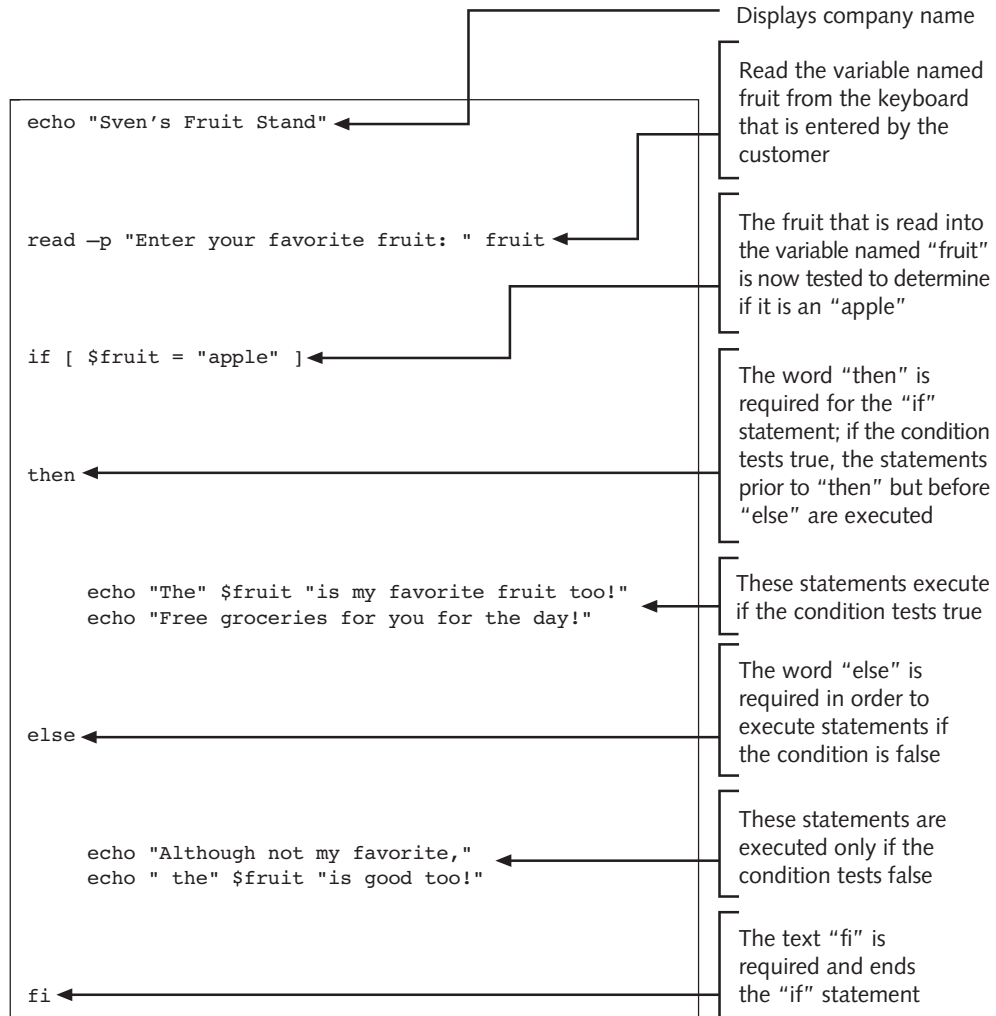 Displays company name
Read the variable named
fruit from the keyboard
that is entered by the
customer
echo "Sven's Fruit Stand"
The fruit that is read into
the variable named “fruit”
is now tested to determine
if it is an “apple”
read –p "Enter your favorite fruit: " fruit
if [ $fruit = "apple" ]
The word “then” is
required for the “if”
statement; if the condition
tests true, the statements
prior to “then” but before
“else” are executed
then
These statements execute
if the condition tests true
echo "The" $fruit "is my favorite fruit too!"
echo "Free groceries for you for the day!"
The word “else” is
required in order to
execute statements if
the condition is false
else
These statements are
executed only if the
condition tests false
echo "Although not my favorite,"
echo " the" $fruit "is good too!"
The text “fi” is
required and ends
the “if” statement
fi